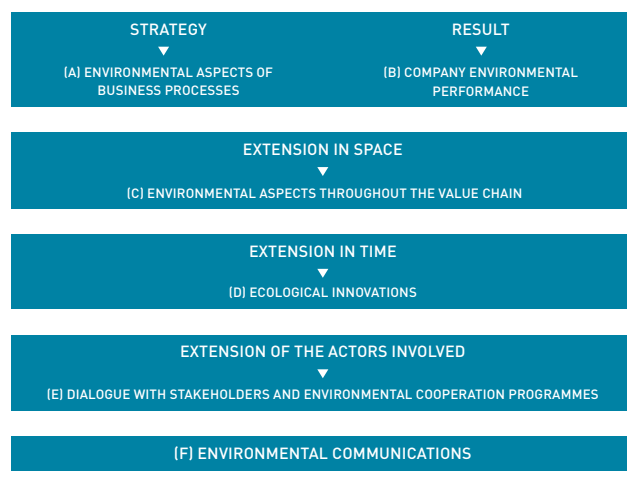 STRATEGY
(A) ENVIRONMENTAL ASPECTS OF
BUSINESS PROCESSES
RESULT
(B) COMPANY ENVIRONMENTAL
PERFORMANCE
EXTENSION IN SPACE
(C) ENVIRONMENTAL ASPECTS THROUGHOUT THE VALUE CHAIN
EXTENSION IN TIME
(D) ECOLOGICAL INNOVATIONS
EXTENSION OF THE ACTORS INVOLVED
(E) DIALOGUE WITH STAKEHOLDERS AND ENVIRONMENTAL COOPERATION PROGRAMMES
(F) ENVIRONMENTAL COMMUNICATIONS